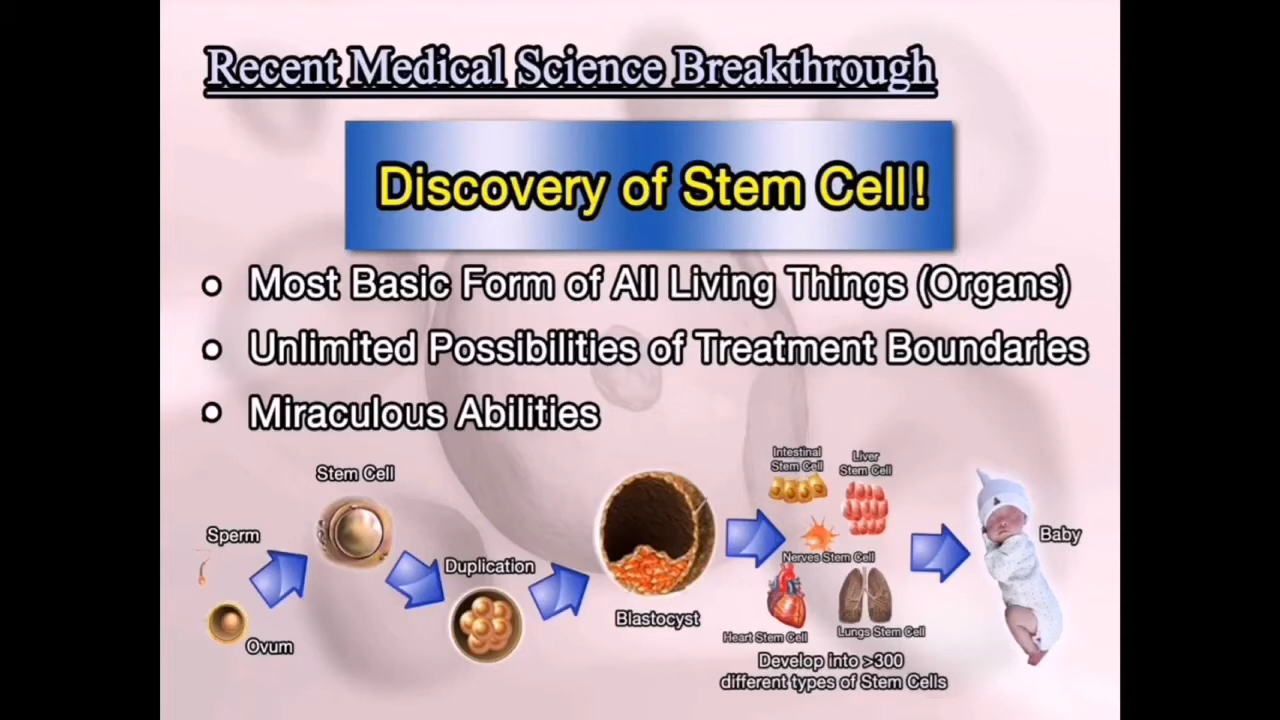 Recent Medical Science Breakthrough
Discovery of Stem Cell!
• Most Basic Form of All Living Things (Organs)
• Unlimited Possibilities of Treatment Boundaries
• Miraculous Abilities
Sperm
Ovum
Stem Cell
Duplication
Blastocyst
Intestinal
Stem Cell
Liver
Stem Cell
Nerves Stem Cell
Heart Stem Cell
Lungs Stem Cell
Develop into >300
different types of Stem Cells
Baby